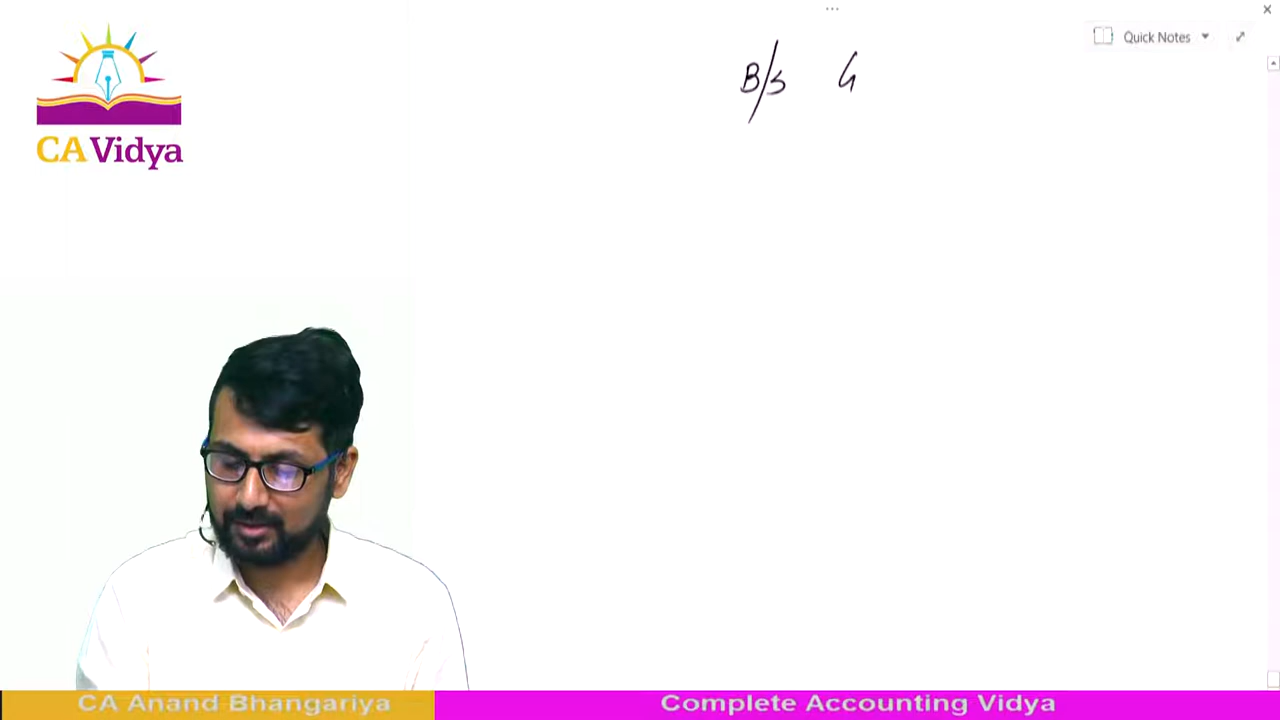 ...
Quick Notes
B/s
CA Vidya
CA Anand Bhangariya
Complete Accounting Vidya